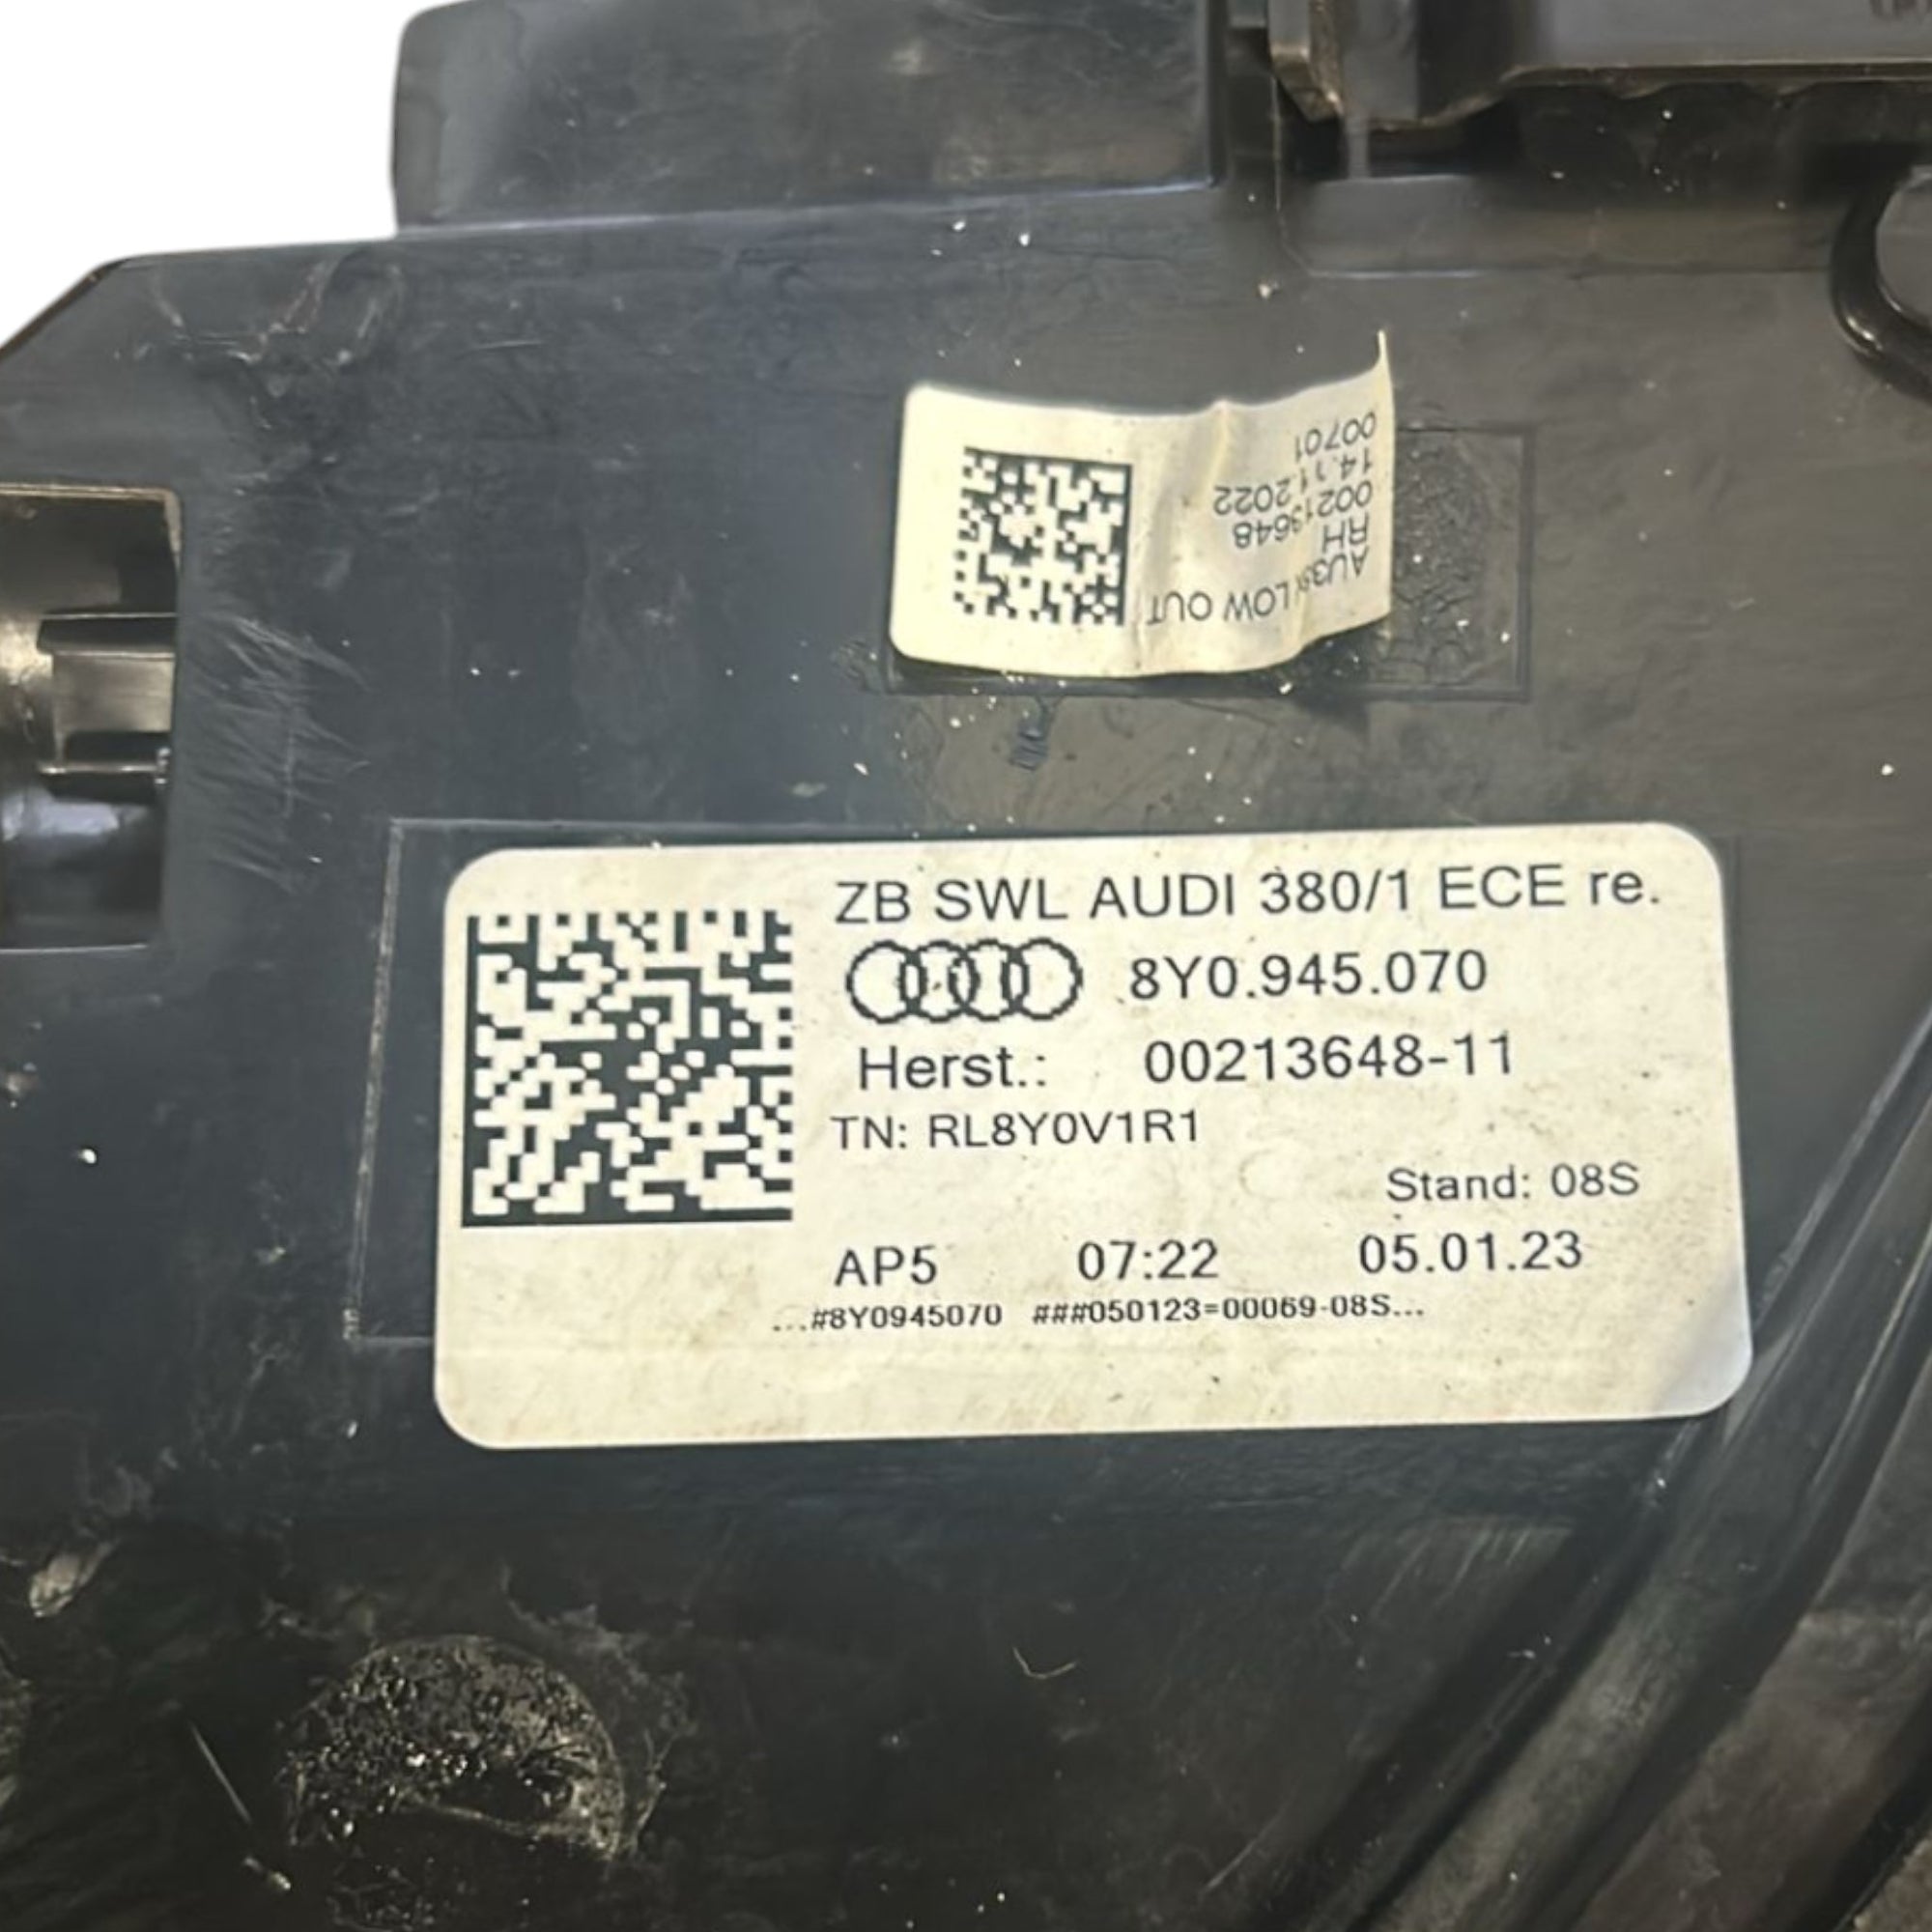 00701
14.11.2022
00213648
RH
LOW OUT
ZB SWL AUDI 380/1 ECE re.
8Y0.945.070
Herst.: 00213648-11
TN: RL8Y0V1R1
Stand: 08S
AP5 07:22 05.01.23
...#8Y0945070 ###050123=00069-08S...